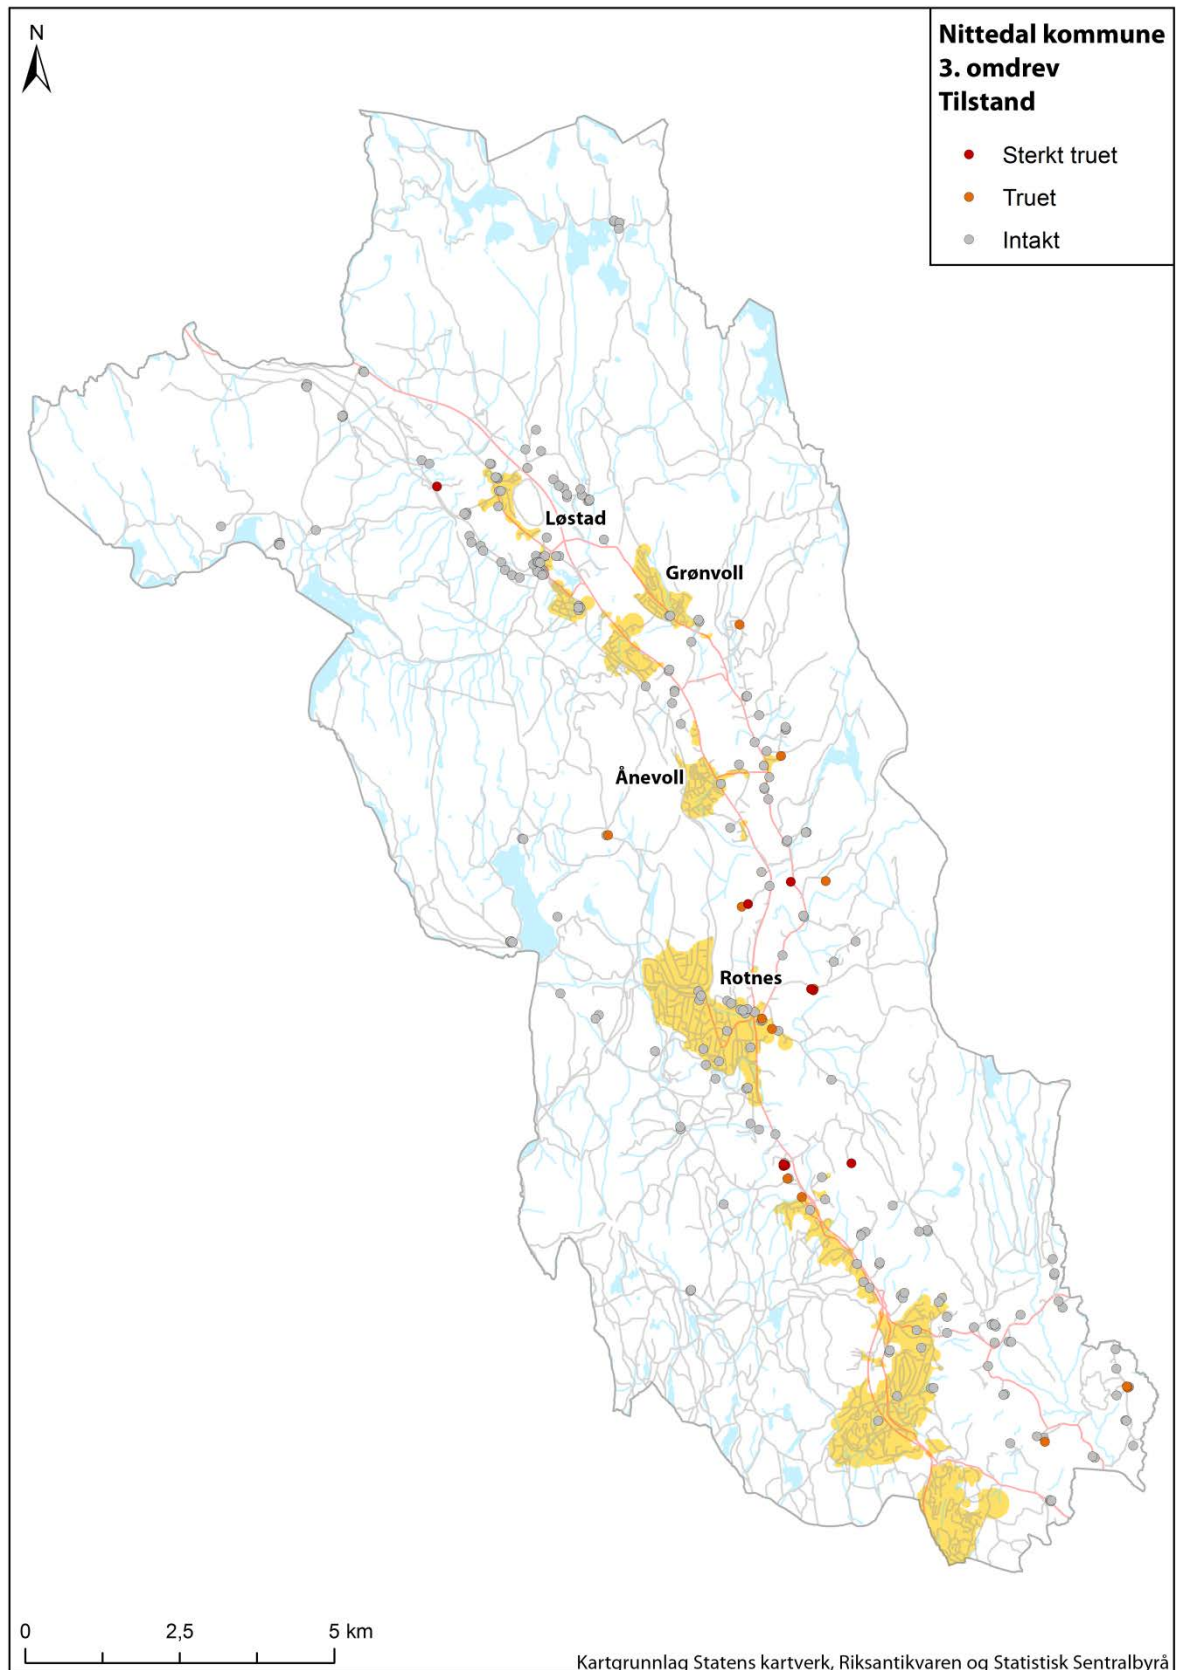 N
Nittedal kommune
3. omdrev
Tilstand
Sterkt truet
Truet
Intakt
Løstad
Grønvoll
Ånevoll
Rotnes
0 2,5 5 km
Kartgrunnlag Statens kartverk, Riksantikvaren og Statistisk Sentralbyrå